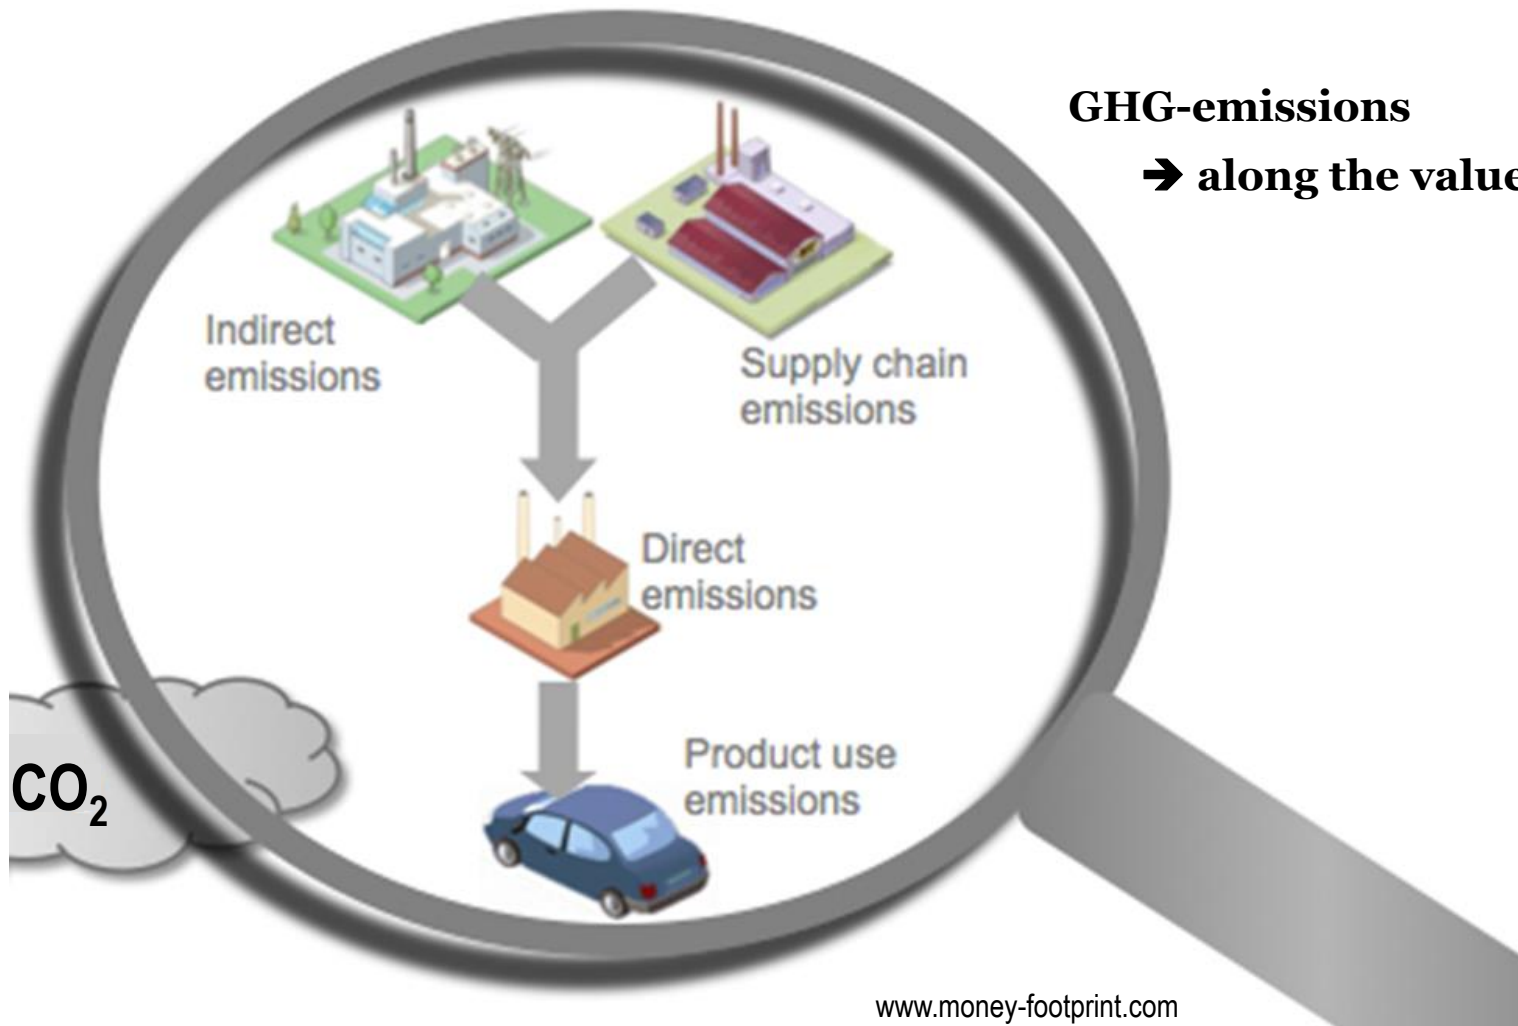 GHG-emissions
➔ along the value
Indirect
emissions
Supply chain
emissions
Direct
emissions
Product use
emissions
CO₂
www.money-footprint.com